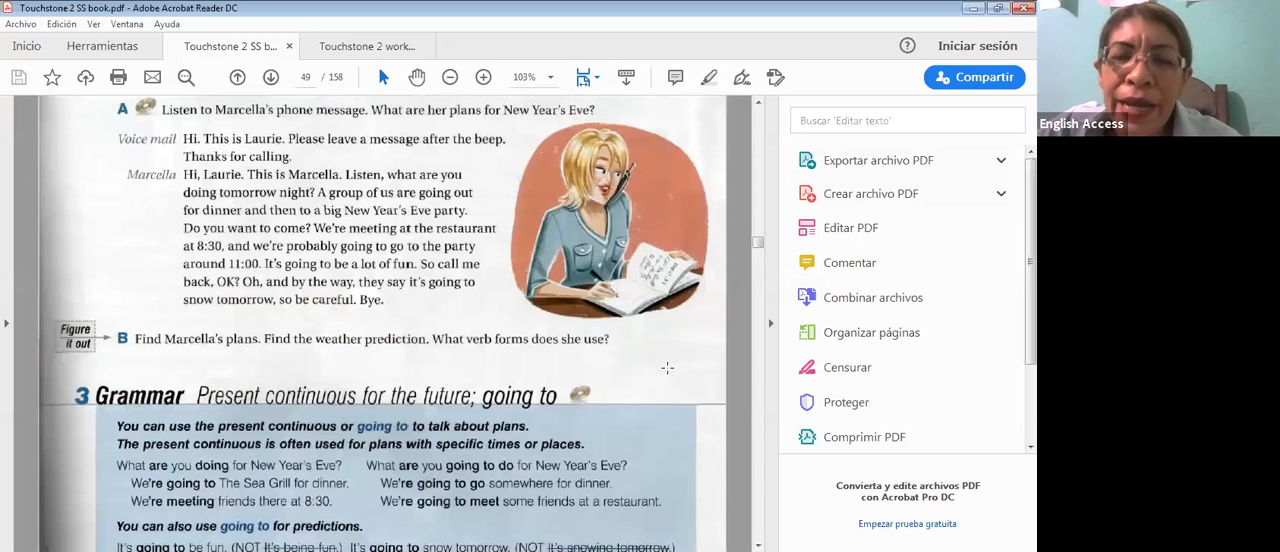 Touchstone 2 SS book.pdf - Adobe Acrobat Reader DC
Archivo Edición Ver Ventana Ayuda
Inicio Herramientas Touchstone 2 SS b... × Touchstone 2 work... Iniciar sesión
49 / 158 103% Compartir
A Listen to Marcella's phone message. What are her plans for New Year's Eve?
Voice mail Hi. This is Laurie. Please leave a message after the beep.
Thanks for calling.
Marcella Hi, Laurie. This is Marcella. Listen, what are you
doing tomorrow night? A group of us are going out
for dinner and then to a big New Year's Eve party.
Do you want to come? We're meeting at the restaurant
at 8:30, and we're probably going to go to the party
around 11:00. It's going to be a lot of fun. So call me
back, OK? Oh, and by the way, they say it's going to
snow tomorrow, so be careful. Bye.
Figure
it out
B Find Marcella's plans. Find the weather prediction. What verb forms does she use?
3 Grammar Present continuous for the future; going to
You can use the present continuous or going to to talk about plans.
The present continuous is often used for plans with specific times or places.
What are you doing for New Year's Eve? What are you going to do for New Year's Eve?
We're going to The Sea Grill for dinner. We're going to go somewhere for dinner.
We're meeting friends there at 8:30. We're going to meet some friends at a restaurant.
You can also use going to for predictions.
It's going to be fun. (NOT It's being fun.) It's going to snow tomorrow. (NOT It's snowing tomorrow.)
Buscar 'Editar texto'
Exportar archivo PDF
Crear archivo PDF
Editar PDF
Comentar
Combinar archivos
Organizar páginas
Censurar
Proteger
Comprimir PDF
Convierta y edite archivos PDF
con Acrobat Pro DC
Empezar prueba gratuita
English Access